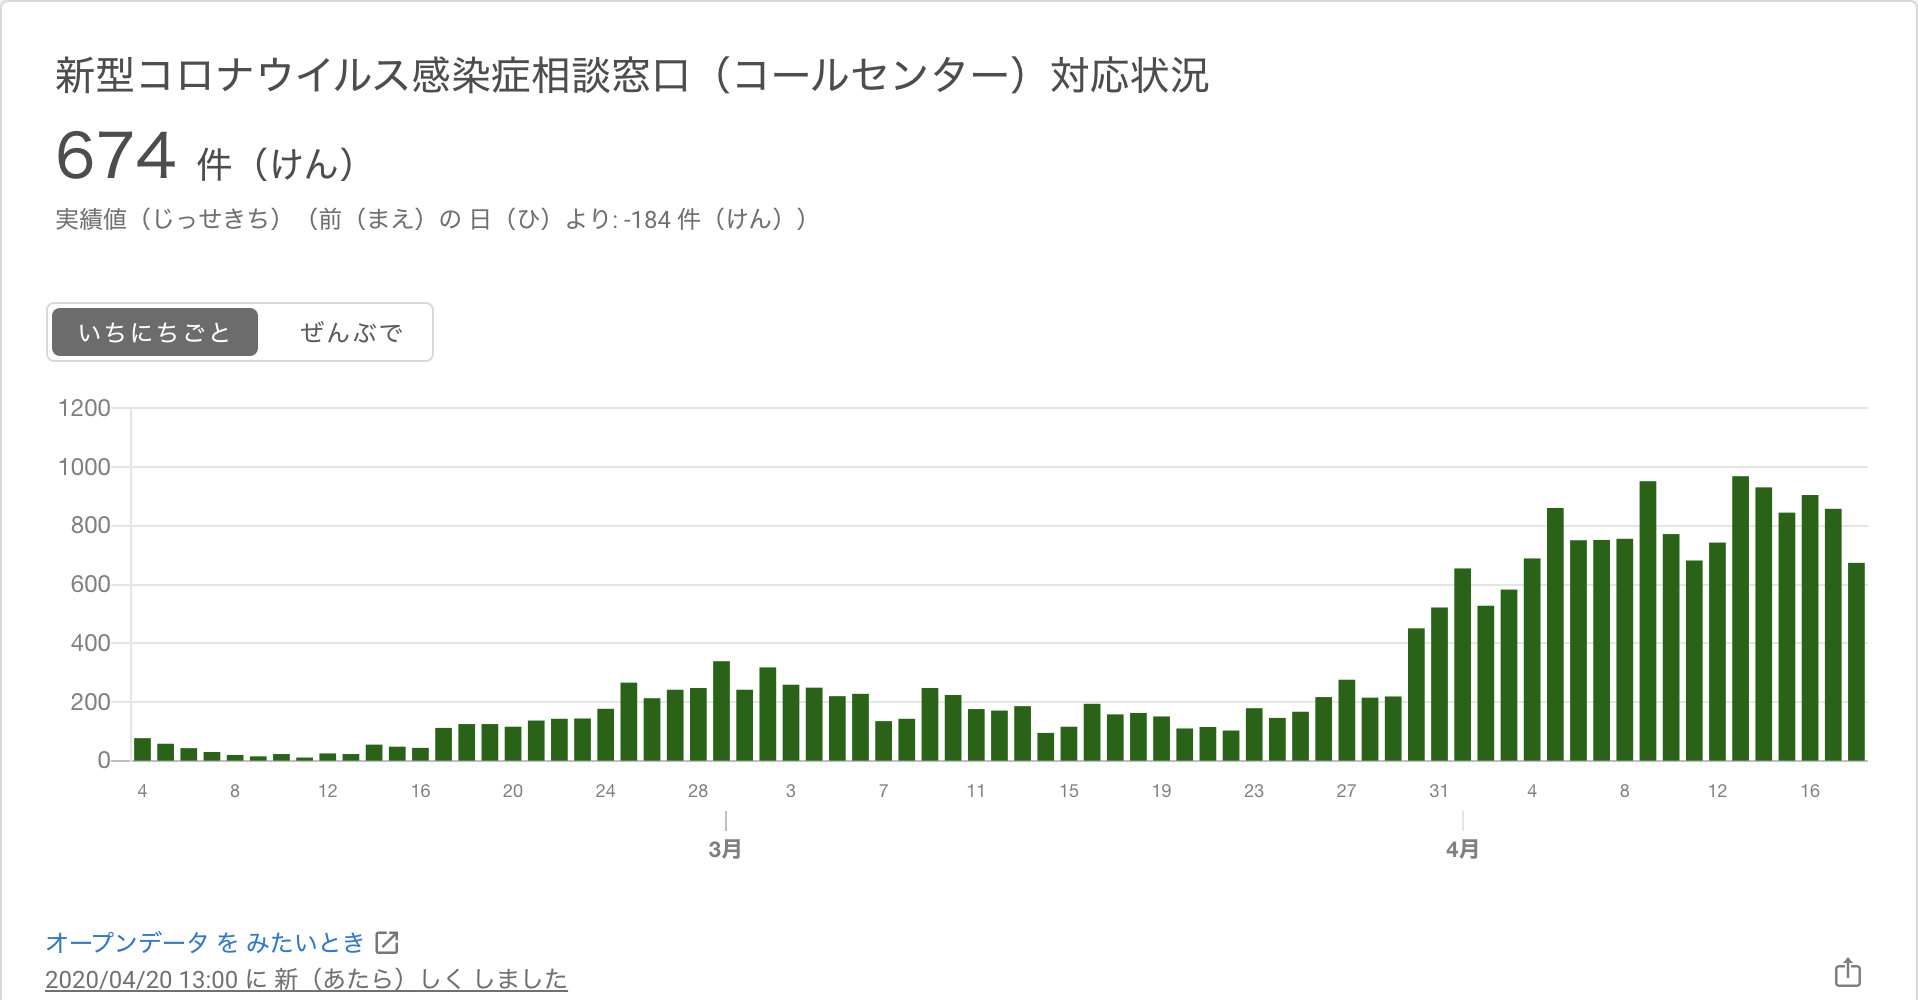 新型コロナウイルス感染症相談窓口（コールセンター）対応状況
674 件（けん）
実績値（じっせきち）（前（まえ）の 日（ひ）より: -184 件（けん））
いちにちごと ぜんぶで
1200
1000
800
600
400
200
0
4 8 12 16 20 24 28 3 7 11 15 19 23 27 31 4 8 12 16
3月 4月
オープンデータ を みたいとき
2020/04/20 13:00 に 新（あたら）しく しました